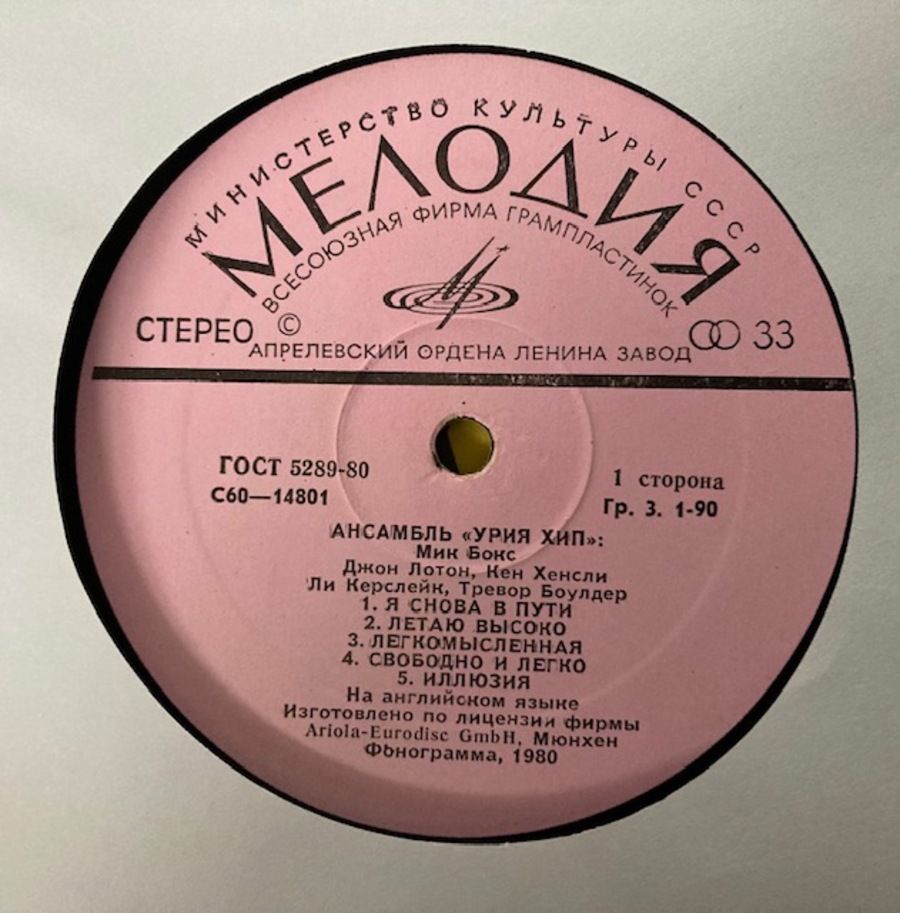 МИНИСТЕРСТВО КУЛЬТУРЫ СССР
МЕЛОДИЯ
ВСЕСОЮЗНАЯ ФИРМА ГРАМПЛАСТИНОК
СТЕРЕО © 33
АПРЕЛЕВСКИЙ ОРДЕНА ЛЕНИНА ЗАВОД
ГОСТ 5289-80
С60—14801
1 сторона
Гр. 3. 1-90
АНСАМБЛЬ «УРИЯ ХИП»:
Мик Бокс
Джон Лотон, Кен Хенсли
Ли Керслейк, Тревор Боулдер
1. Я СНОВА В ПУТИ
2. ЛЕТАЮ ВЫСОКО
3. ЛЕГКОМЫСЛЕННАЯ
4. СВОБОДНО И ЛЕГКО
5. ИЛЛЮЗИЯ
На английском языке
Изготовлено по лицензии фирмы
Ariola-Eurodisc GmbH, Мюнхен
Фонограмма, 1980